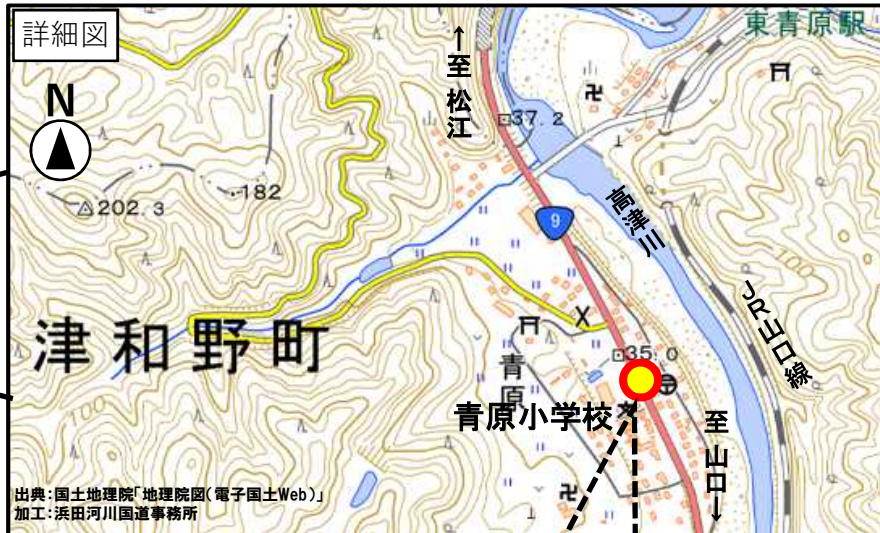 詳細図
N
←至 松江
東青原駅
37.2
182
202.3
9
高津川
JR山口線
津和野町
35.0
青原
青原小学校
至 山口→
出典:国土地理院「地理院図(電子国土Web)」
加工:浜田河川国道事務所